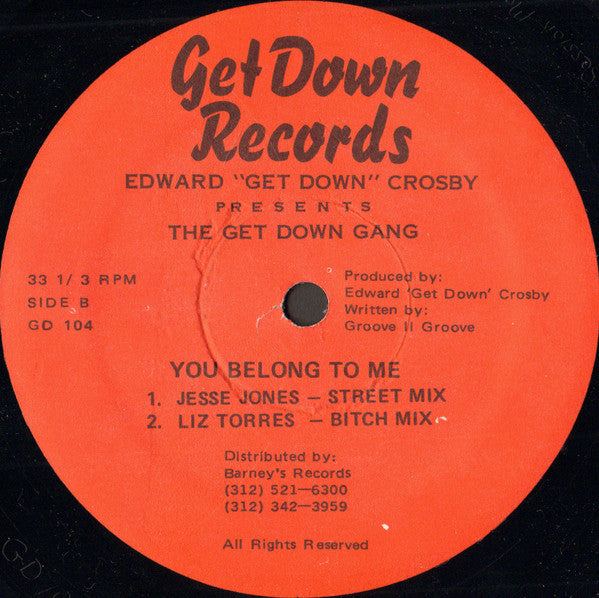 Get Down
Records
EDWARD "GET DOWN" CROSBY
PRESENTS
THE GET DOWN GANG
33 1/3 RPM
SIDE B
GD 104
Produced by:
Edward 'Get Down' Crosby
Written by:
Groove II Groove
YOU BELONG TO ME
1. JESSE JONES – STREET MIX
2. LIZ TORRES – BITCH MIX
Distributed by:
Barney's Records
(312) 521–6300
(312) 342–3959
All Rights Reserved